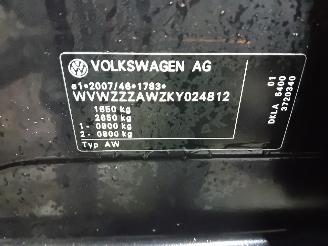 VOLKSWAGEN AG
e1*2007/46*1783*
WVWZZZAWZKY024812
1650 kg
2650 kg
1- 0900 kg
2- 0800 kg
Typ AW
01
DKLA 6400
3720340